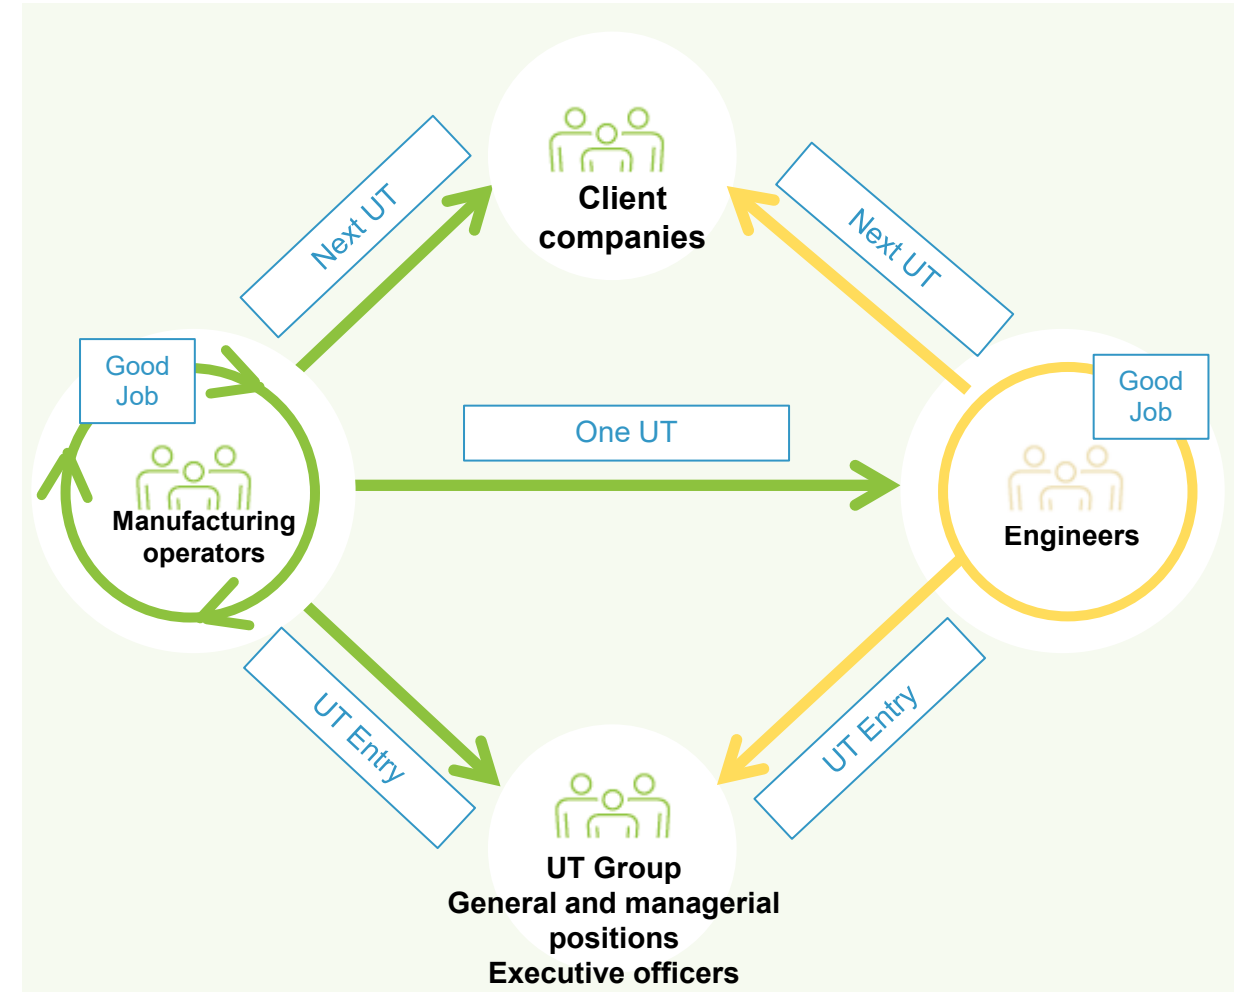 Client
companies
Next UT
Next UT
Good
Job
Good
Job
One UT
Manufacturing
operators
Engineers
UT Entry
UT Entry
UT Group
General and managerial
positions
Executive officers